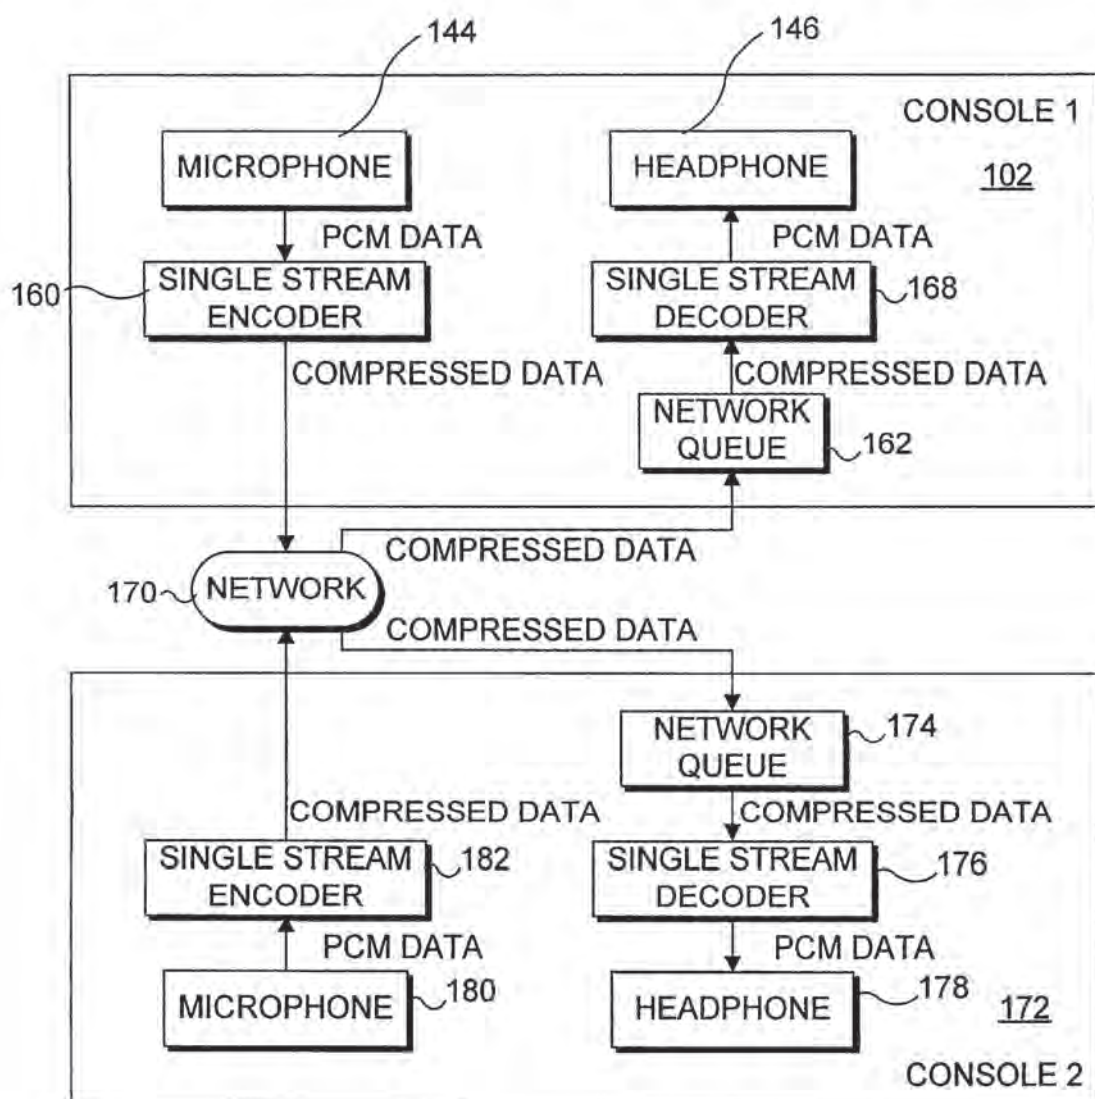 144
146
CONSOLE 1
MICROPHONE
HEADPHONE
102
PCM DATA
PCM DATA
160
SINGLE STREAM
ENCODER
SINGLE STREAM
DECODER
168
COMPRESSED DATA
COMPRESSED DATA
NETWORK
QUEUE
162
COMPRESSED DATA
170
NETWORK
COMPRESSED DATA
NETWORK
QUEUE
174
COMPRESSED DATA
COMPRESSED DATA
SINGLE STREAM
ENCODER
182
SINGLE STREAM
DECODER
176
PCM DATA
PCM DATA
MICROPHONE
180
HEADPHONE
178
172
CONSOLE 2